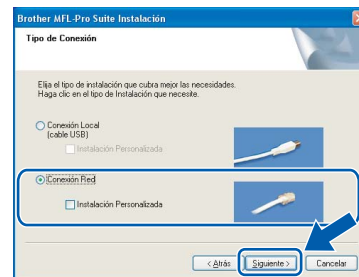 Brother MFL-Pro Suite Instalación
Tipo de Conexión
Elija el tipo de instalación que cubra mejor las necesidades.
Haga clic en el tipo de Instalación que necesite.
Conexión Local
(cable USB)
Instalación Personalizada
Conexión Red
Instalación Personalizada
< Atrás
Siguiente >
Cancelar